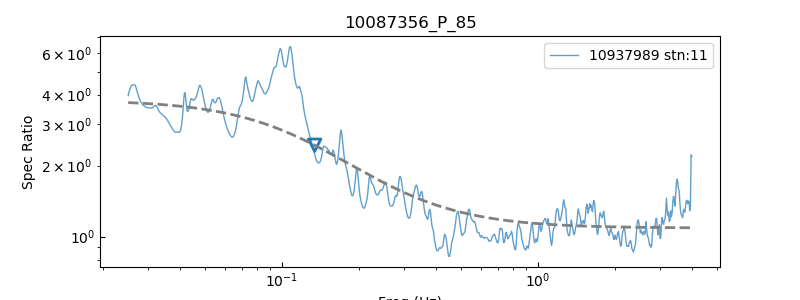 10087356_P_85
10937989 stn:11
Spec Ratio
6 × 10⁰
4 × 10⁰
3 × 10⁰
2 × 10⁰
10⁰
10⁻¹
10⁰
Freq (Hz)